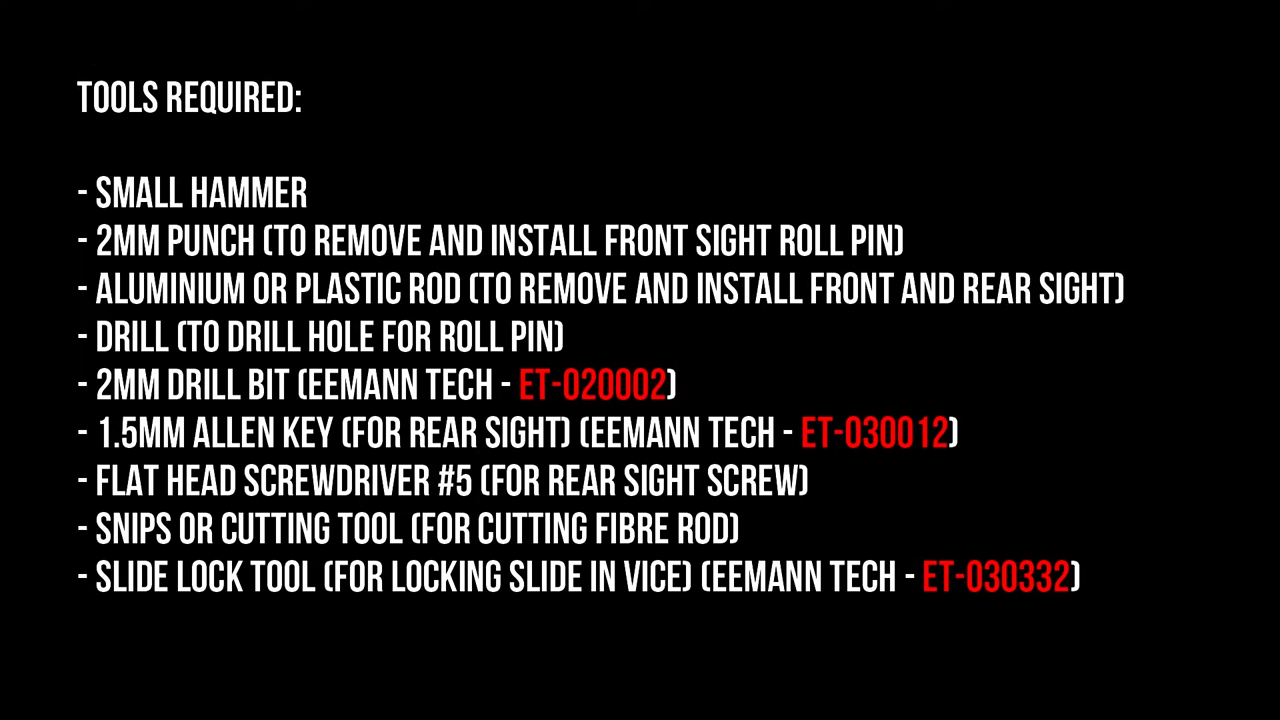 TOOLS REQUIRED:
- SMALL HAMMER
- 2MM PUNCH (TO REMOVE AND INSTALL FRONT SIGHT ROLL PIN)
- ALUMINIUM OR PLASTIC ROD (TO REMOVE AND INSTALL FRONT AND REAR SIGHT)
- DRILL (TO DRILL HOLE FOR ROLL PIN)
- 2MM DRILL BIT (EEMANN TECH - ET-020002)
- 1.5MM ALLEN KEY (FOR REAR SIGHT) (EEMANN TECH - ET-030012)
- FLAT HEAD SCREWDRIVER #5 (FOR REAR SIGHT SCREW)
- SNIPS OR CUTTING TOOL (FOR CUTTING FIBRE ROD)
- SLIDE LOCK TOOL (FOR LOCKING SLIDE IN VICE) (EEMANN TECH - ET-030332)